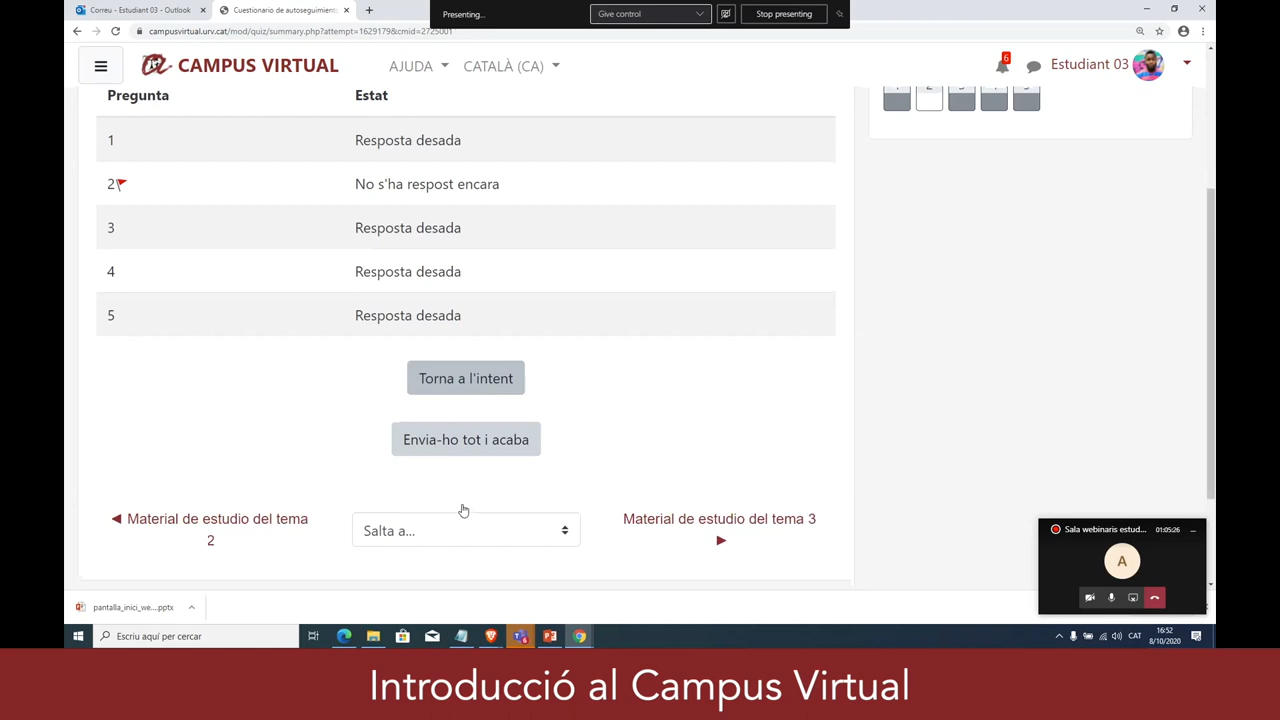 Correu - Estudiant 03 - Outlook
Cuestionario de autoseguiment
Presenting...
Give control
Stop presenting
campusvirtual.urv.cat/mod/quiz/summary.php?attempt=1629179&cmid=2725001
CAMPUS VIRTUAL
AJUDA
CATALÀ (CA)
6
Estudiant 03
Pregunta Estat
1 Resposta desada
2 No s'ha respost encara
3 Resposta desada
4 Resposta desada
5 Resposta desada
Torna a l'intent
Envia-ho tot i acaba
◀ Material de estudio del tema
2
Salta a...
Material de estudio del tema 3
▶
Sala webinaris estud...
01:05:26
A
pantalla_inici_we....pptx
Escriu aquí per cercar
CAT
16:52
8/10/2020
Introducció al Campus Virtual